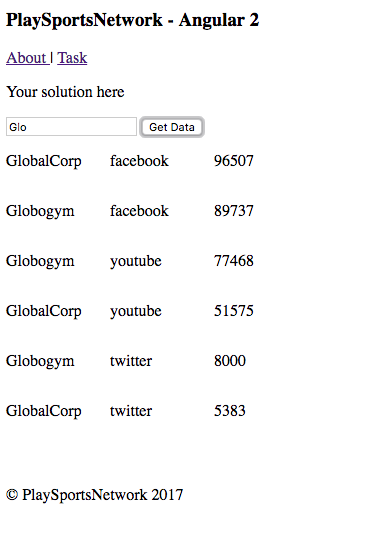 PlaySportsNetwork - Angular 2
About | Task
Your solution here
Glo Get Data
GlobalCorp facebook 96507
Globogym facebook 89737
Globogym youtube 77468
GlobalCorp youtube 51575
Globogym twitter 8000
GlobalCorp twitter 5383
© PlaySportsNetwork 2017